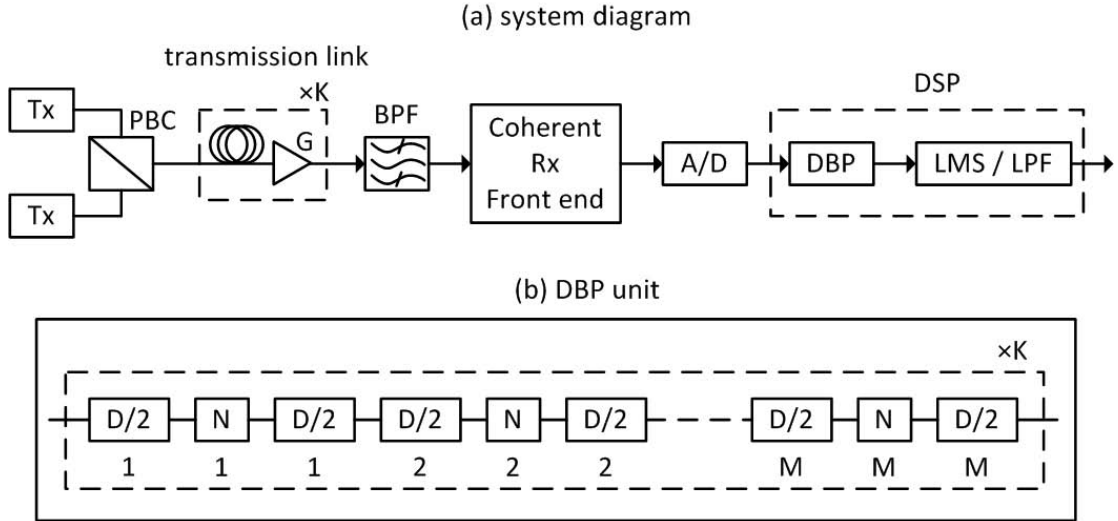 (a) system diagram
transmission link
×K
DSP
Tx
PBC
G
BPF
Coherent
Rx
Front end
A/D
DBP
LMS / LPF
Tx
(b) DBP unit
×K
D/2 N D/2 D/2 N D/2 D/2 N D/2
1 1 1 2 2 2 M M M